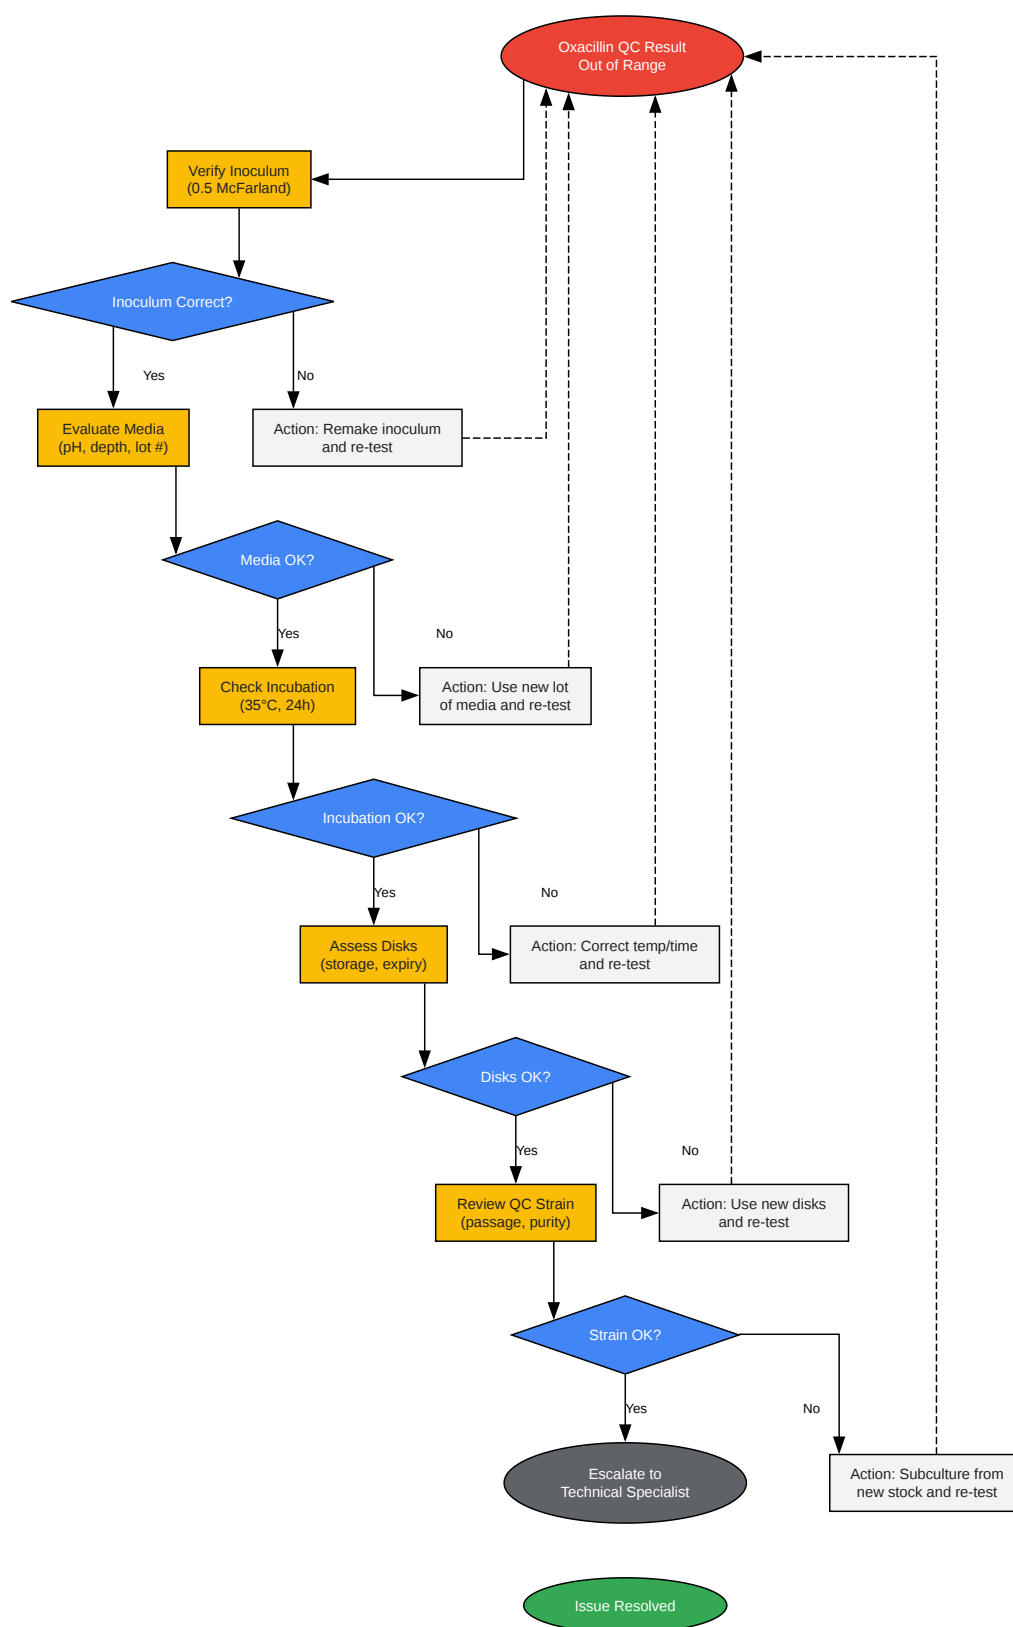 Oxacillin QC Result
Out of Range
Verify Inoculum
(0.5 McFarland)
Inoculum Correct?
Yes
No
Evaluate Media
(pH, depth, lot #)
Action: Remake inoculum
and re-test
Media OK?
Yes
No
Check Incubation
(35°C, 24h)
Action: Use new lot
of media and re-test
Incubation OK?
Yes
No
Assess Disks
(storage, expiry)
Action: Correct temp/time
and re-test
Disks OK?
Yes
No
Review QC Strain
(passage, purity)
Action: Use new disks
and re-test
Strain OK?
Yes
No
Escalate to
Technical Specialist
Action: Subculture from
new stock and re-test
Issue Resolved